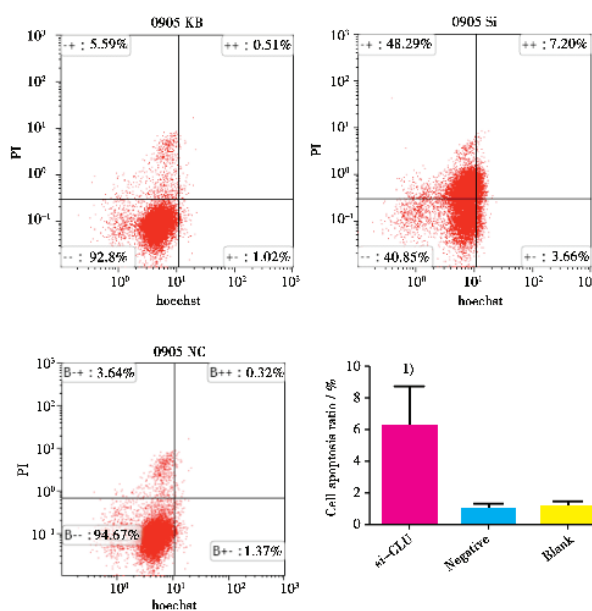 0905 KB
-+ : 5.59%
++ : 0.51%
10³
10²
10¹
10⁰
10⁻¹
PI
-- : 92.8%
+- : 1.02%
10⁰ 10¹ 10² 10³
hoechst
0905 Si
-+ : 48.29%
++ : 7.20%
10³
10²
10¹
10⁰
10⁻¹
PI
-- : 40.85%
+- : 3.66%
10⁰ 10¹ 10² 10³
hoechst
0905 NC
B-+ : 3.64%
B++ : 0.32%
10³
10²
10¹
10⁰
10⁻¹
PI
B-- : 94.67%
B+- : 1.37%
10⁰ 10¹ 10² 10³
hoechst
Cell apoptosis ratio / %
10
8
6
4
2
0
1)
si-CLU
Negative
Blank